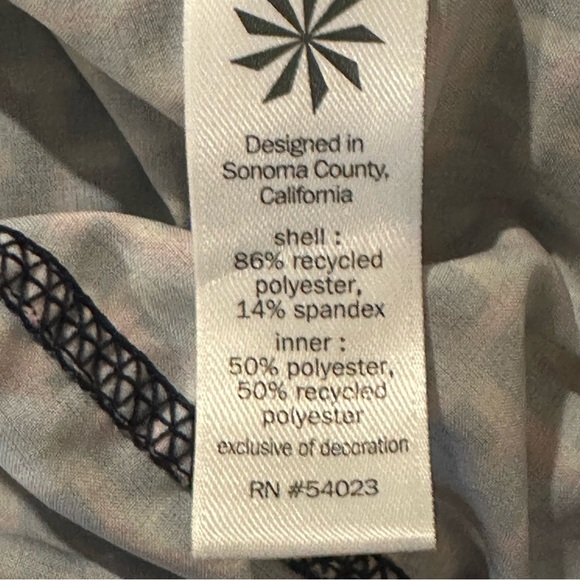 Designed in
Sonoma County,
California
shell :
86% recycled
polyester,
14% spandex
inner :
50% polyester,
50% recycled
polyester
exclusive of decoration
RN #54023